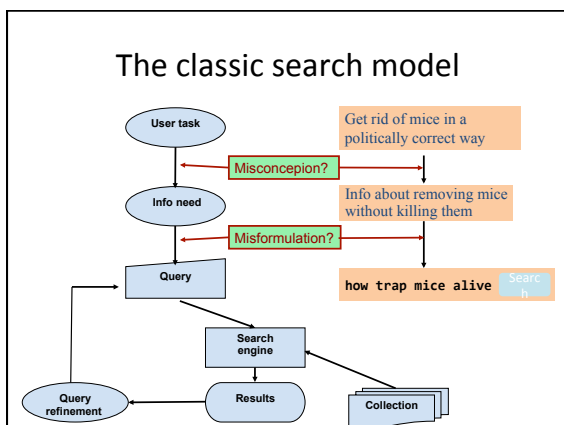 The classic search model
User task
Get rid of mice in a
politically correct way
Misconcepion?
Info need
Info about removing mice
without killing them
Misformulation?
Query
how trap mice alive
Searc
h
Search
engine
Query
refinement
Results
Collection